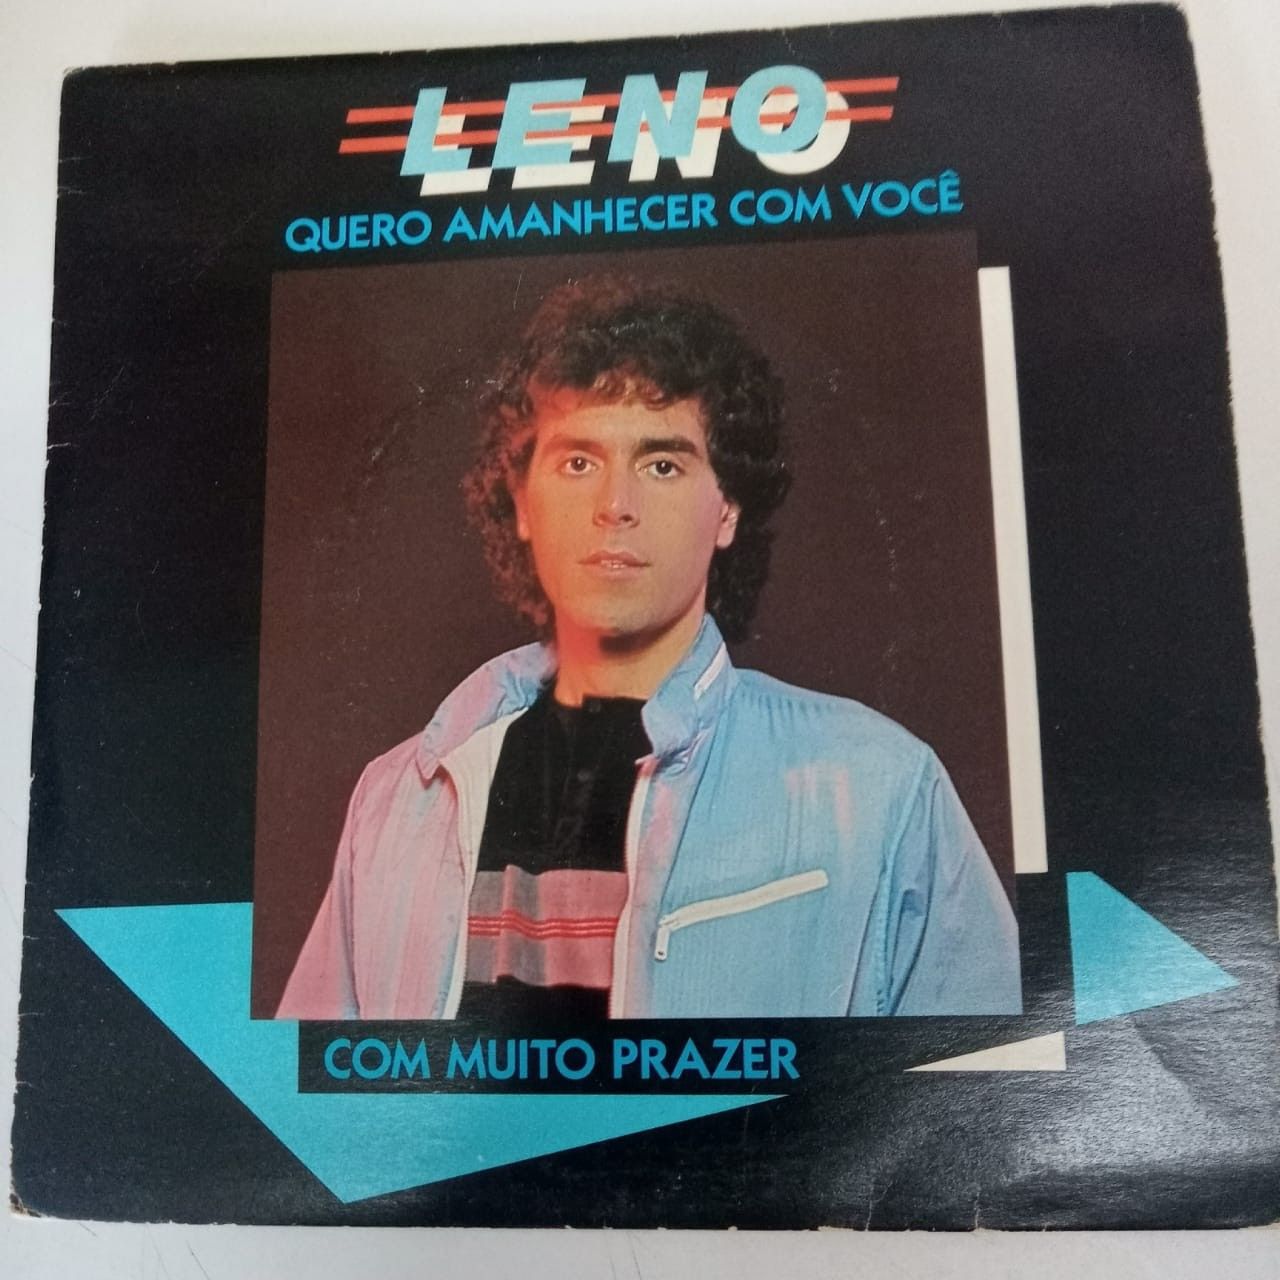 LENO
QUERO AMANHECER COM VOCÊ
COM MUITO PRAZER